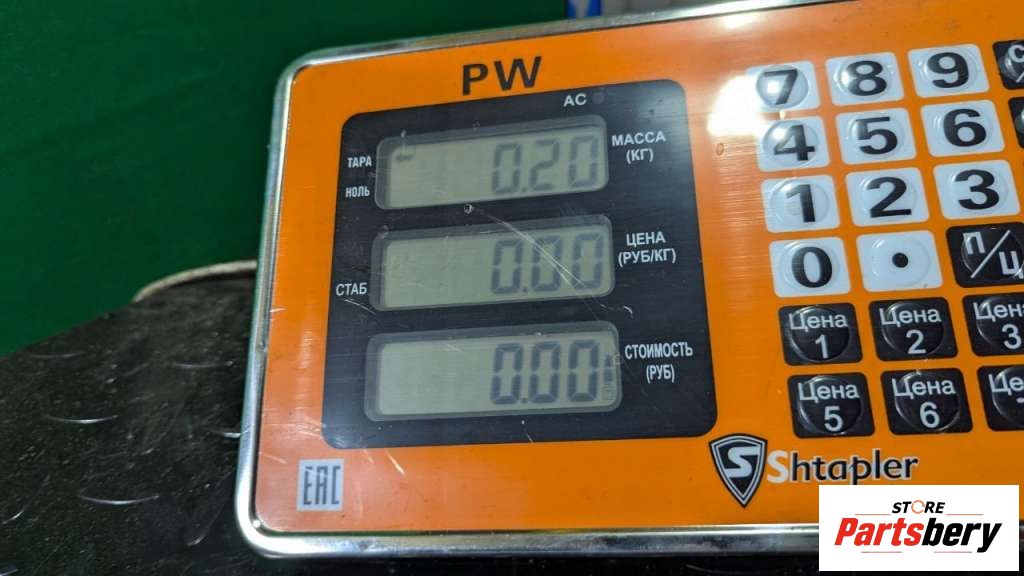 PW
AC
ТАРА
НОЛЬ
0.20
МАССА
(КГ)
СТАБ
0.00
ЦЕНА
(РУБ/КГ)
0.00
СТОИМОСТЬ
(РУБ)
7 8 9
4 5 6
1 2 3
0 . П/Ц
Цена 1
Цена 2
Цена 3
Цена 5
Цена 6
EAC
S Shtapler
STORE
Partsbery